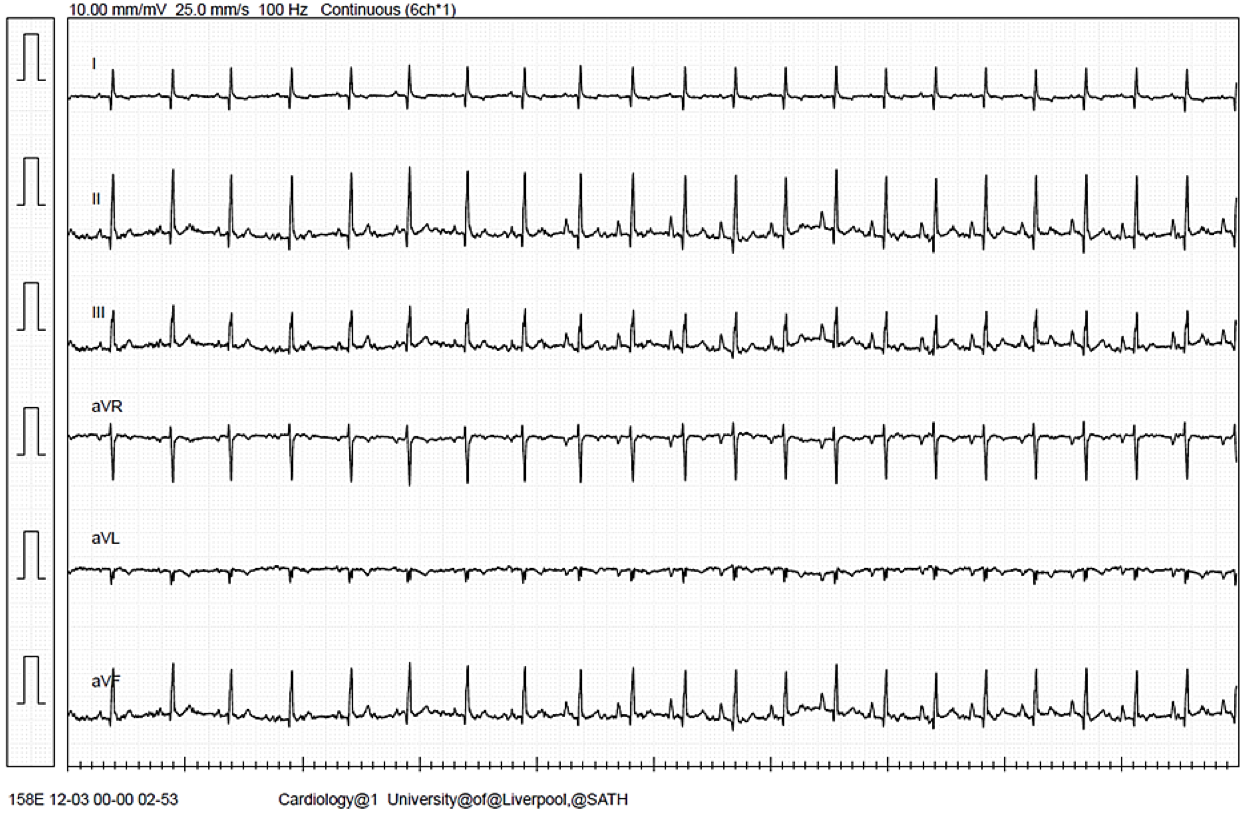 10.00 mm/mV 25.0 mm/s 100 Hz Continuous (6ch*1)
I
II
III
aVR
aVL
aVF
158E 12-03 00-00 02-53 Cardiology@1 University@of@Liverpool,@SATH